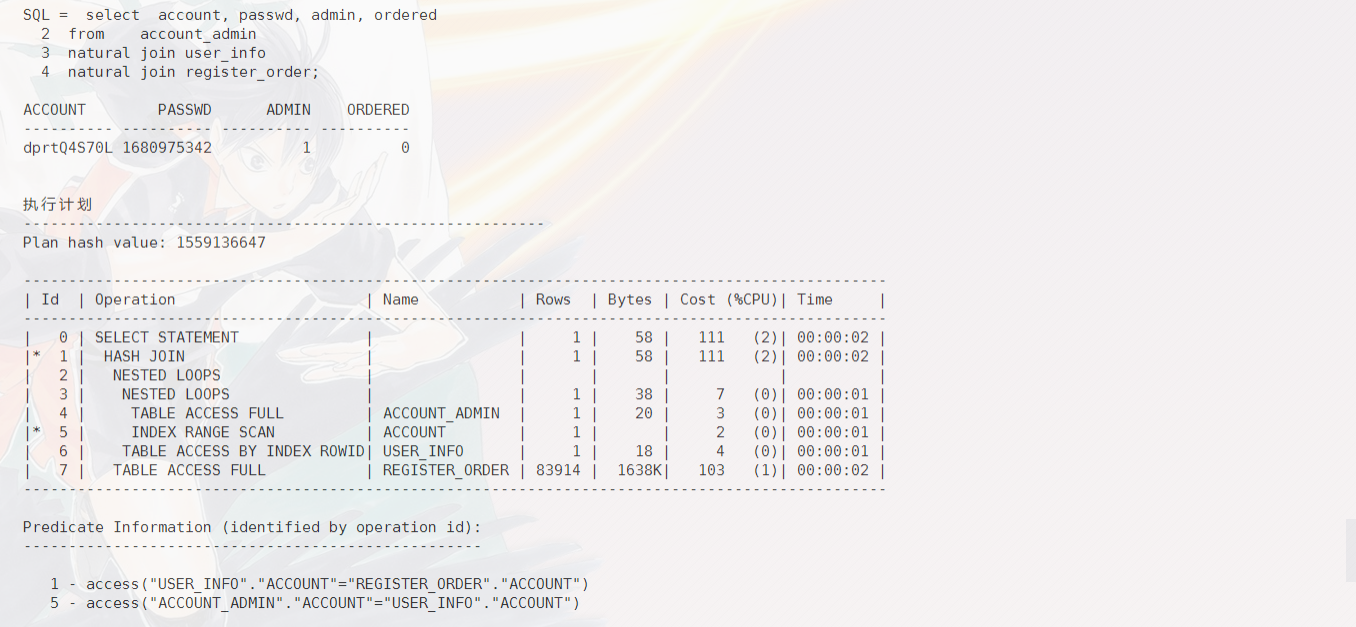 SQL =  select  account, passwd, admin, ordered
  2  from    account_admin
  3  natural join user_info
  4  natural join register_order;
ACCOUNT        PASSWD      ADMIN    ORDERED
---------- ---------- ---------- ----------
dprtQ4S70L 1680975342          1          0
执行计划
----------------------------------------------------------
Plan hash value: 1559136647
------------------------------------------------------------------------------------------------
| Id  | Operation                     | Name           | Rows  | Bytes | Cost (%CPU)| Time     |
------------------------------------------------------------------------------------------------
|   0 | SELECT STATEMENT              |                |     1 |    58 |   111   (2)| 00:00:02 |
|*  1 |  HASH JOIN                    |                |     1 |    58 |   111   (2)| 00:00:02 |
|   2 |   NESTED LOOPS                |                |       |       |            |          |
|   3 |    NESTED LOOPS               |                |     1 |    38 |     7   (0)| 00:00:01 |
|   4 |     TABLE ACCESS FULL         | ACCOUNT_ADMIN  |     1 |    20 |     3   (0)| 00:00:01 |
|*  5 |     INDEX RANGE SCAN          | ACCOUNT        |     1 |       |     2   (0)| 00:00:01 |
|   6 |    TABLE ACCESS BY INDEX ROWID| USER_INFO      |     1 |    18 |     4   (0)| 00:00:01 |
|   7 |   TABLE ACCESS FULL           | REGISTER_ORDER | 83914 |  1638K|   103   (1)| 00:00:02 |
------------------------------------------------------------------------------------------------
Predicate Information (identified by operation id):
---------------------------------------------------
   1 - access("USER_INFO"."ACCOUNT"="REGISTER_ORDER"."ACCOUNT")
   5 - access("ACCOUNT_ADMIN"."ACCOUNT"="USER_INFO"."ACCOUNT")